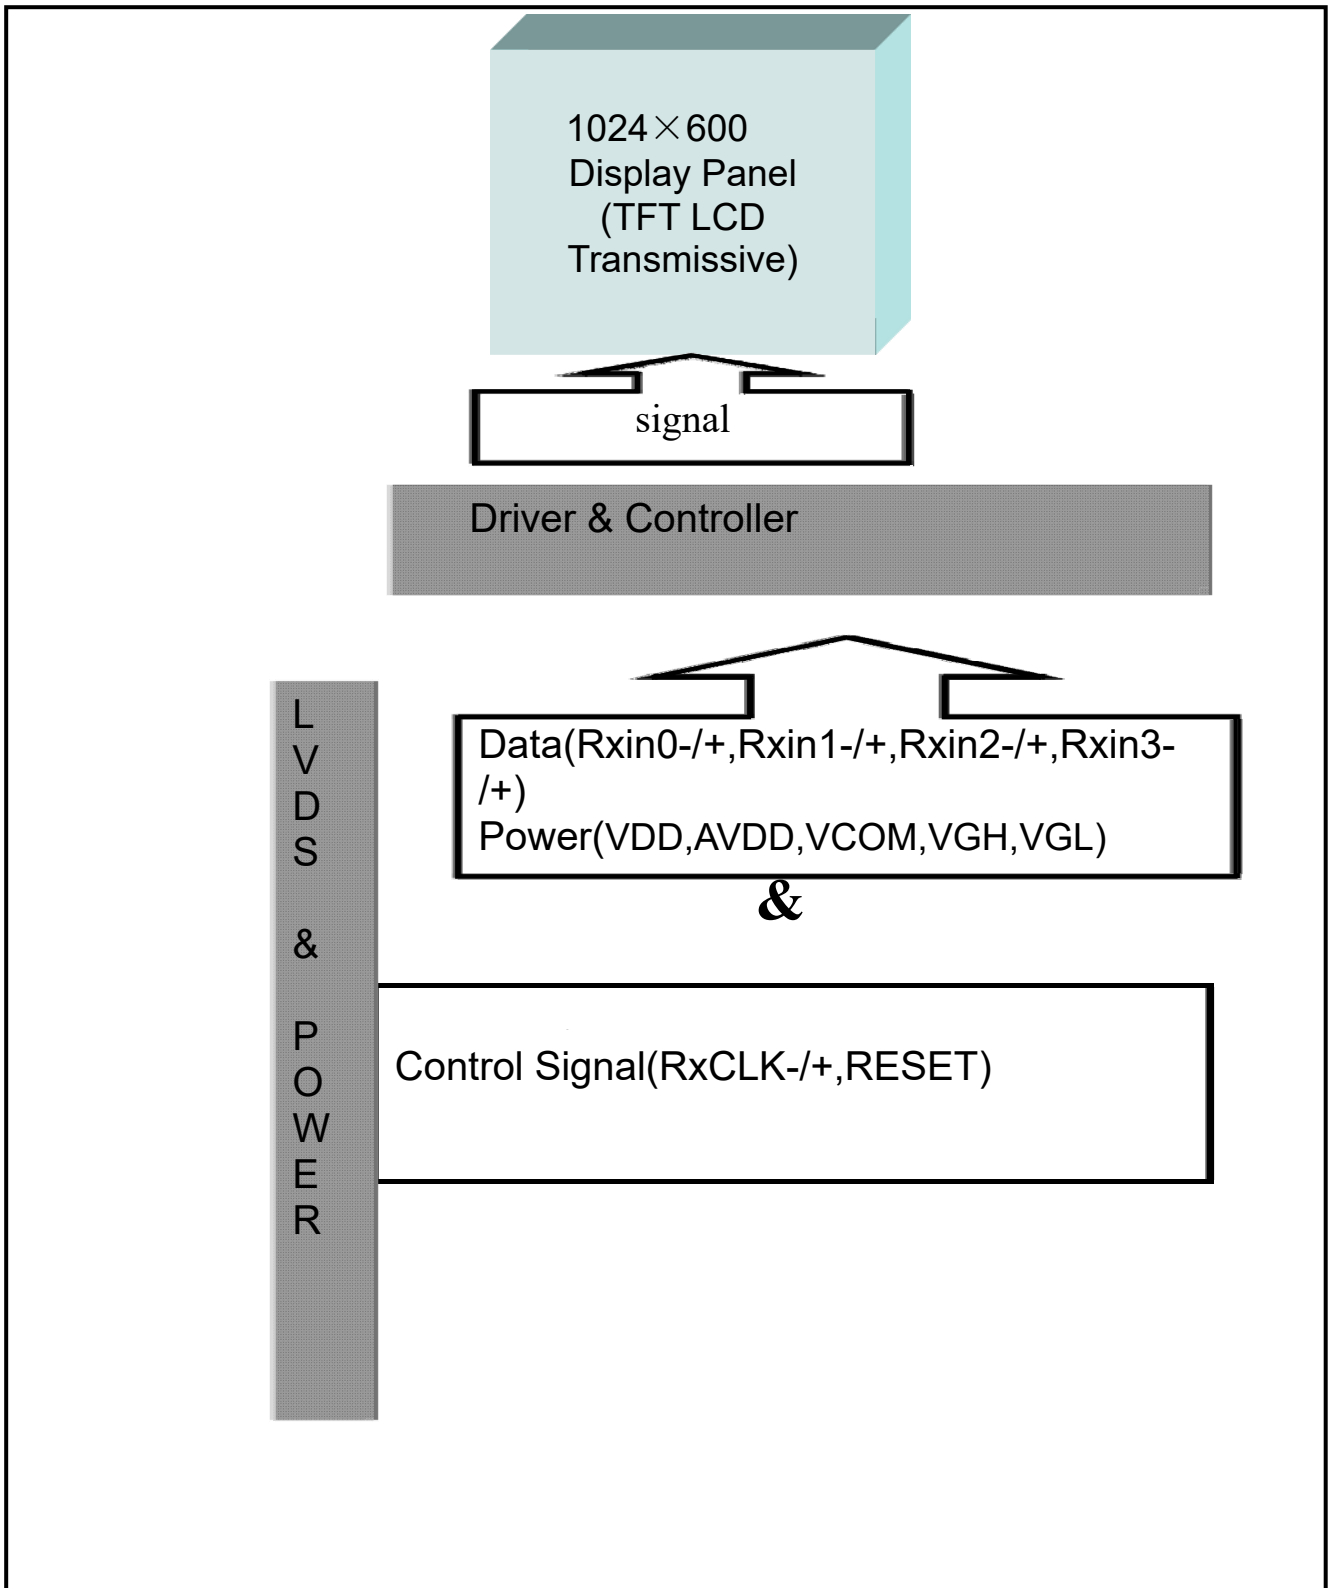 1024×600
Display Panel
(TFT LCD
Transmissive)
signal
Driver & Controller
L
V
D
S
&
P
O
W
E
R
Data(Rxin0-/+,Rxin1-/+,Rxin2-/+,Rxin3-
/+)
Power(VDD,AVDD,VCOM,VGH,VGL)
&
Control Signal(RxCLK-/+,RESET)